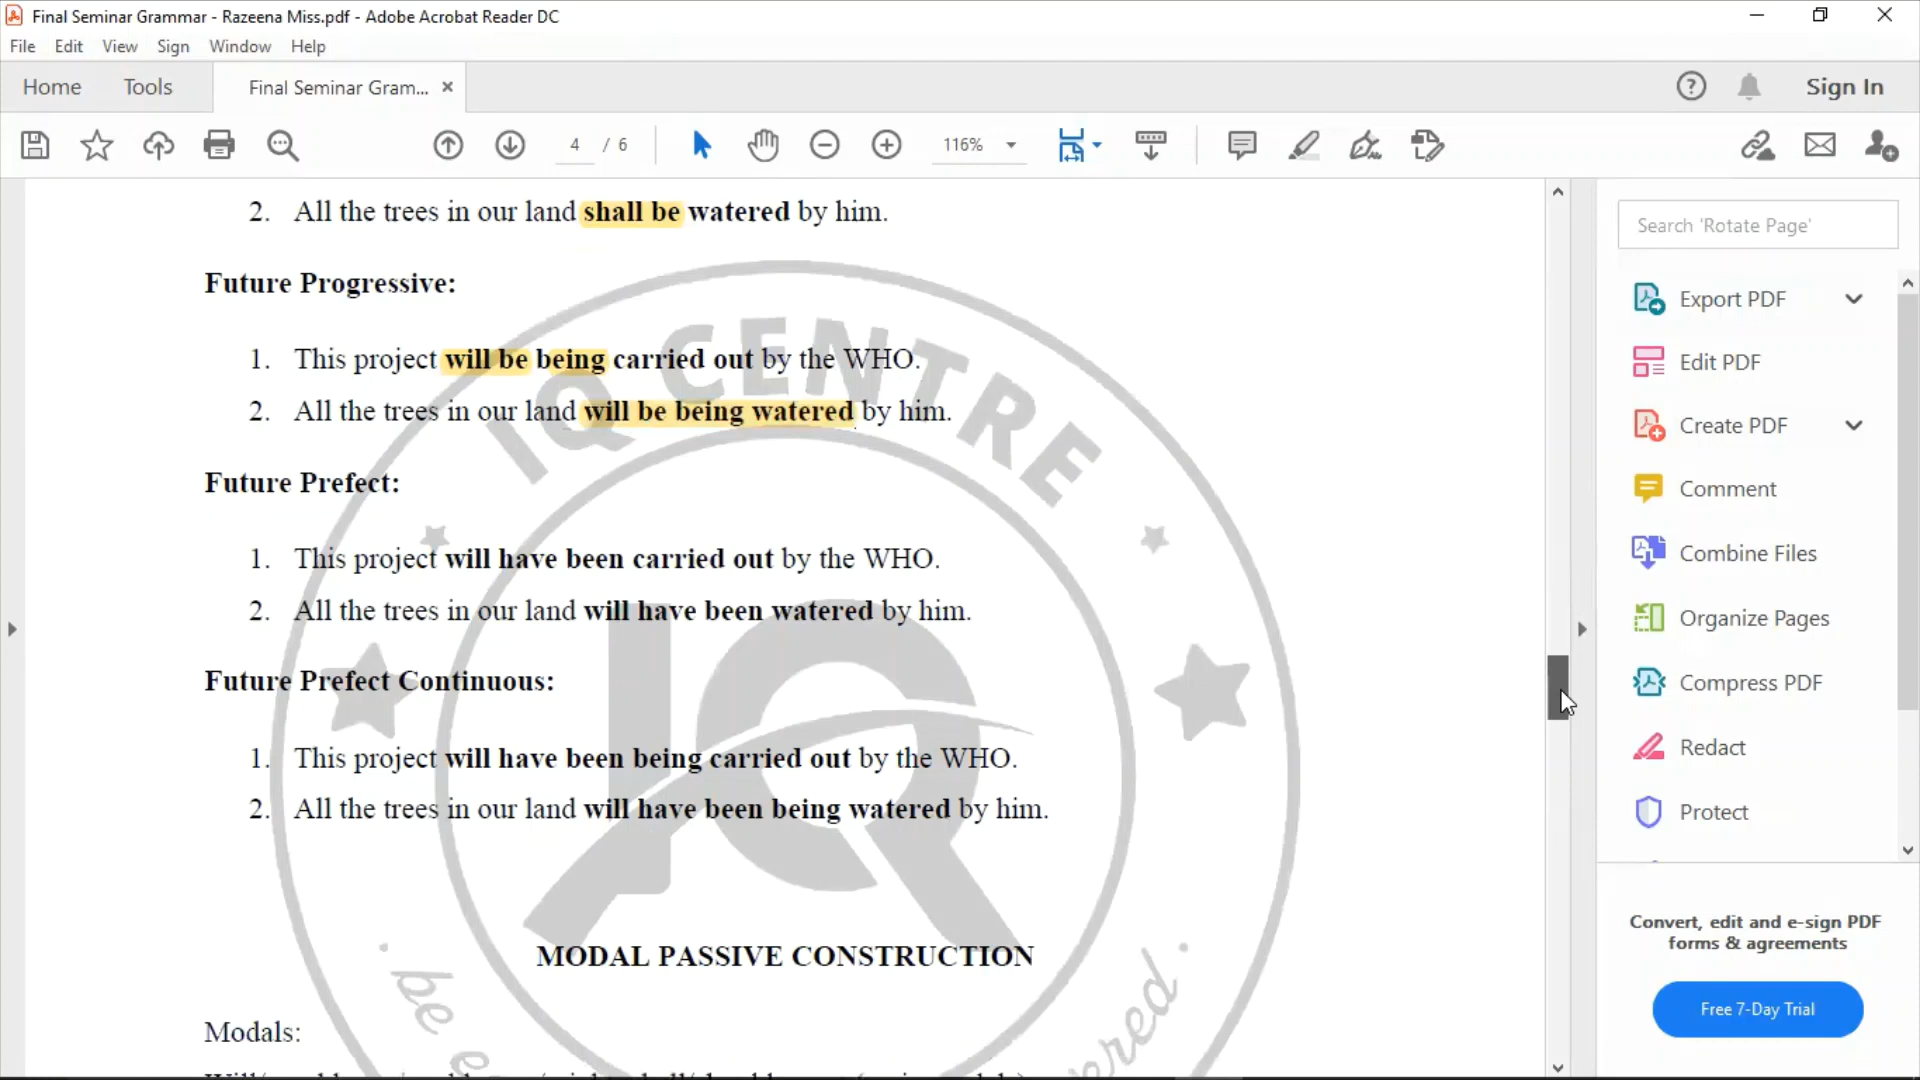 Final Seminar Grammar - Razeena Miss.pdf - Adobe Acrobat Reader DC
File Edit View Sign Window Help
Home Tools Final Seminar Gram... Sign In
4 / 6 116%
2. All the trees in our land shall be watered by him.
Future Progressive:
1. This project will be being carried out by the WHO.
2. All the trees in our land will be being watered by him.
Future Prefect:
1. This project will have been carried out by the WHO.
2. All the trees in our land will have been watered by him.
Future Prefect Continuous:
1. This project will have been being carried out by the WHO.
2. All the trees in our land will have been being watered by him.
MODAL PASSIVE CONSTRUCTION
Modals:
IQ CENTRE
IQ
be e
ered
Search 'Rotate Page'
Export PDF
Edit PDF
Create PDF
Comment
Combine Files
Organize Pages
Compress PDF
Redact
Protect
Convert, edit and e-sign PDF
forms & agreements
Free 7-Day Trial